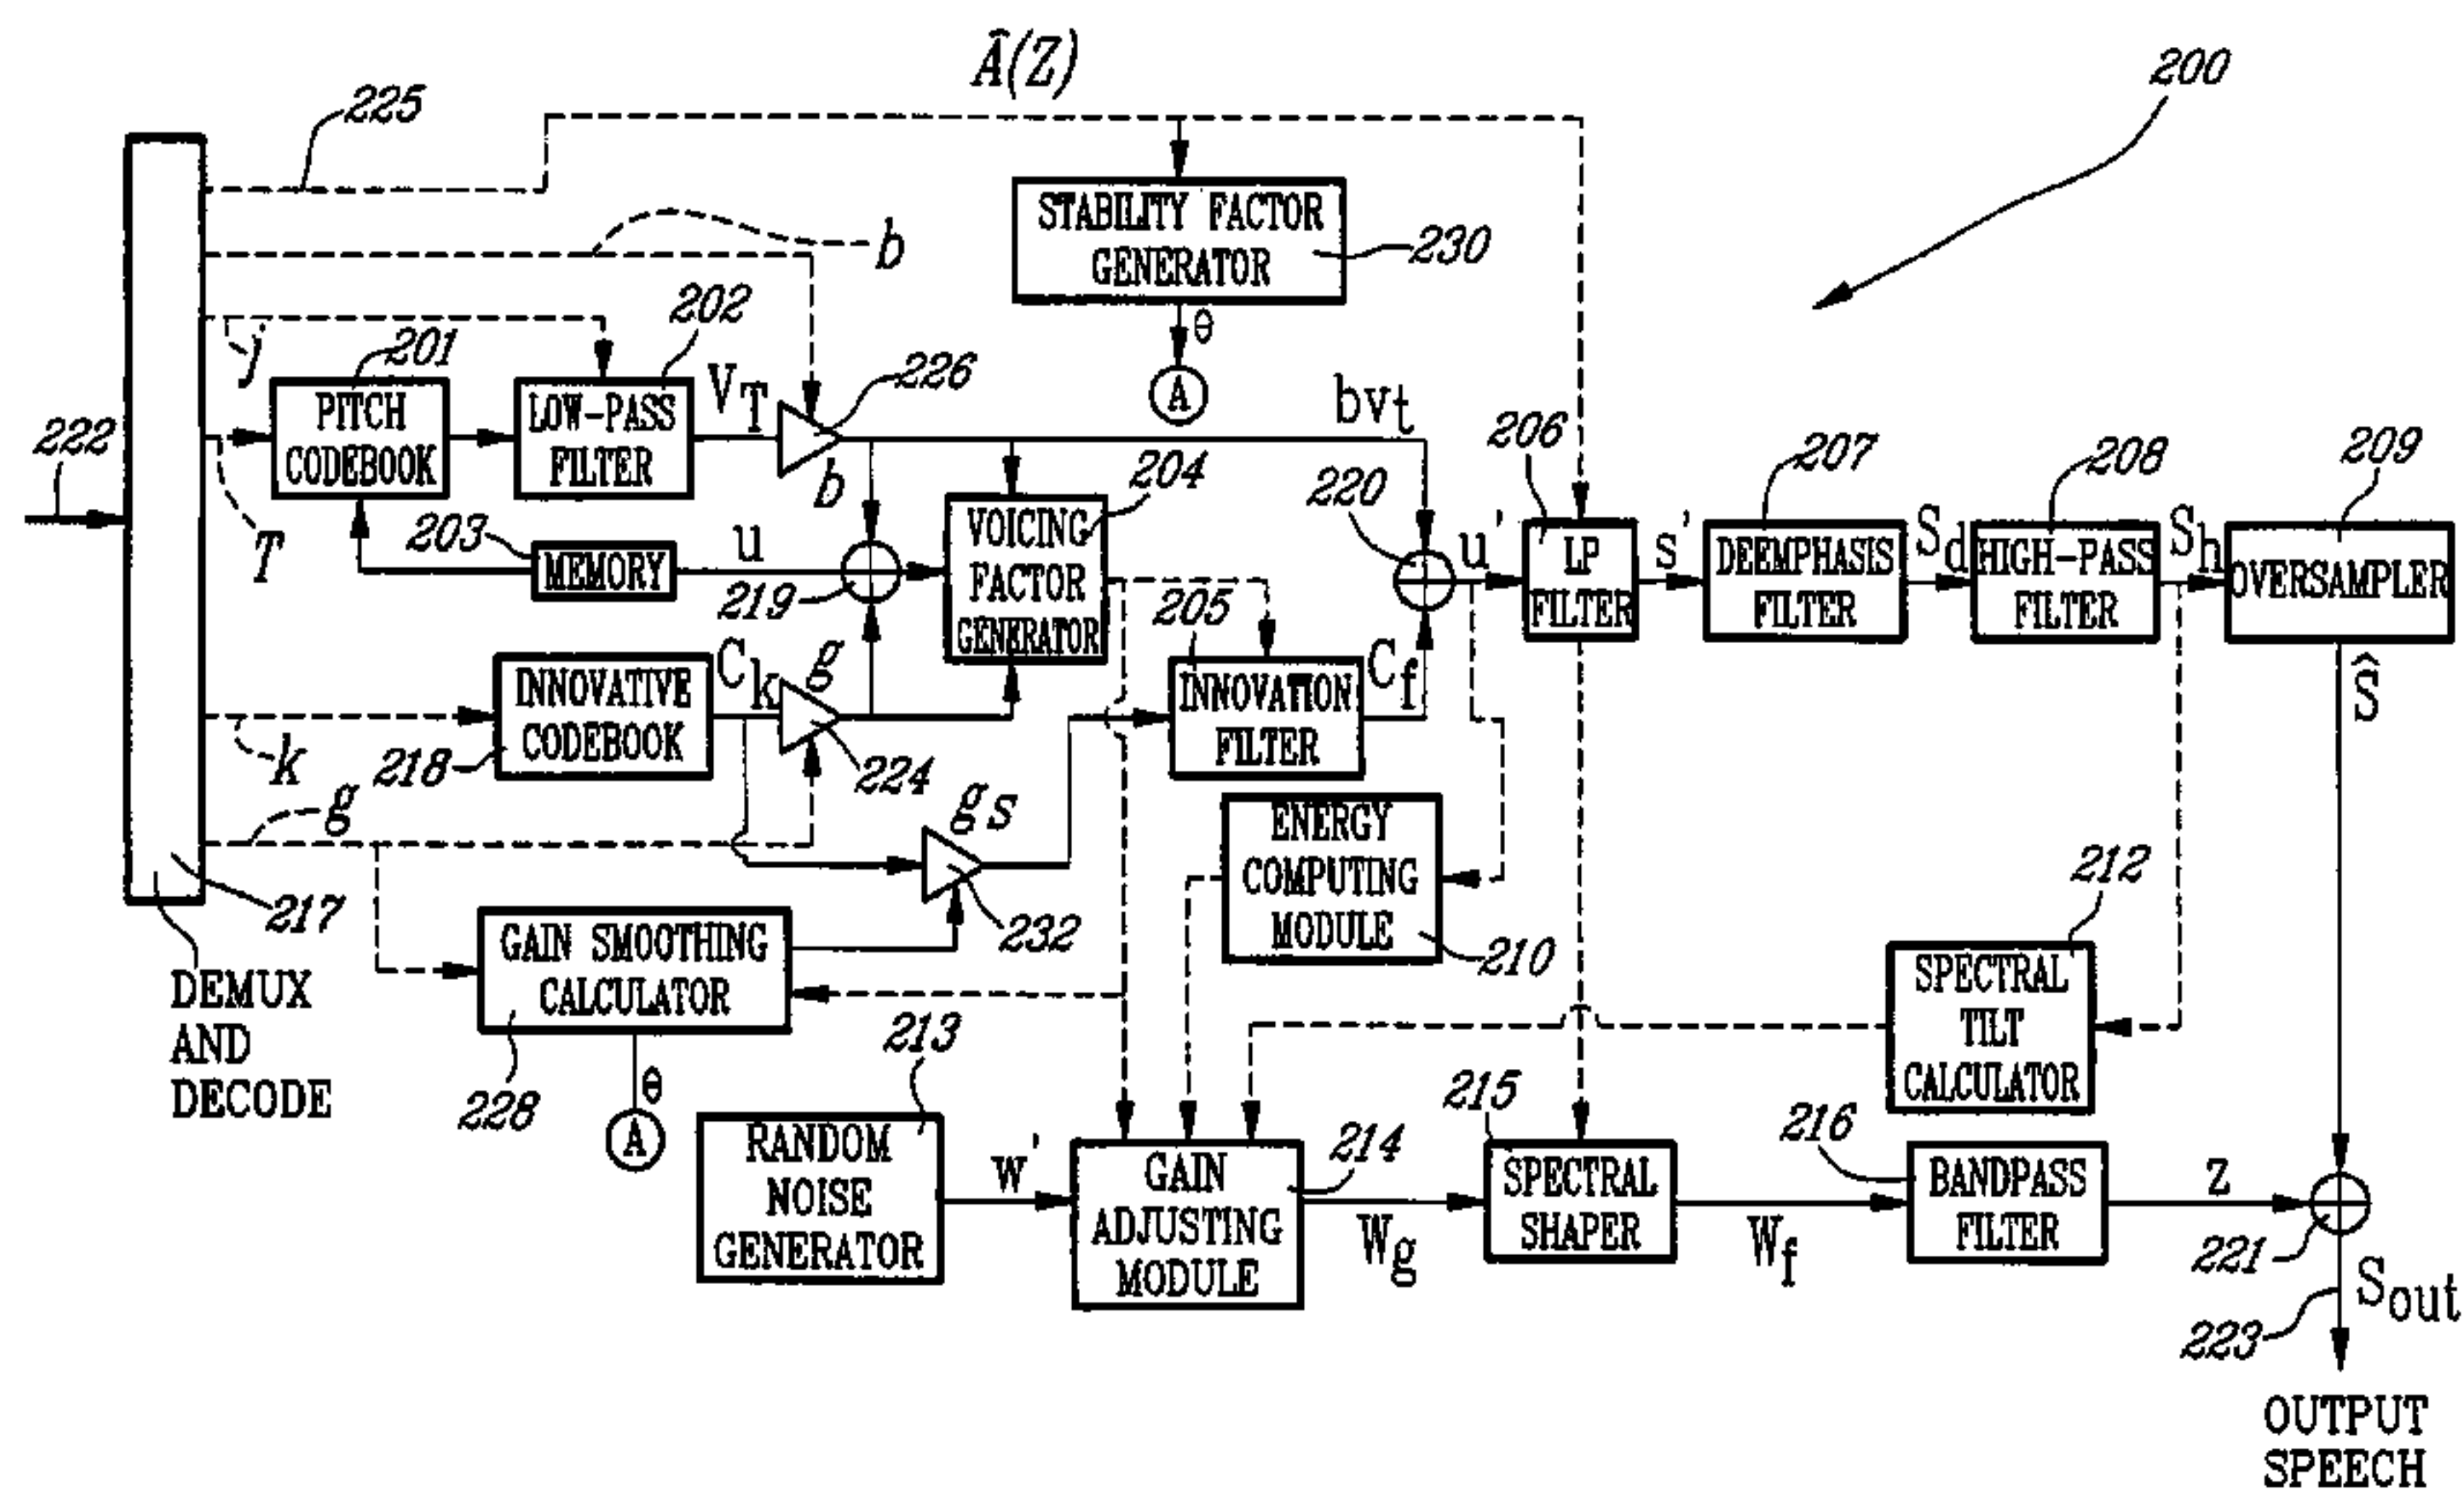 Â(Z)
200
225
b
STABILITY FACTOR
GENERATOR
230
θ
A
j
201
202
PITCH
CODEBOOK
LOW-PASS
FILTER
V_T
226
b
bv_t
222
T
203
MEMORY
u
219
204
VOICING
FACTOR
GENERATOR
220
u'
206
LP
FILTER
s'
207
DEEMPHASIS
FILTER
S_d
208
HIGH-PASS
FILTER
S_h
209
OVERSAMPLER
Ŝ
k
218
INNOVATIVE
CODEBOOK
C_k
g
224
205
INNOVATION
FILTER
C_f
g
g_s
232
ENERGY
COMPUTING
MODULE
210
217
DEMUX
AND
DECODE
GAIN SMOOTHING
CALCULATOR
228
θ
A
212
SPECTRAL
TILT
CALCULATOR
213
RANDOM
NOISE
GENERATOR
w'
GAIN
ADJUSTING
MODULE
214
W_g
215
SPECTRAL
SHAPER
W_f
216
BANDPASS
FILTER
Z
221
S_out
223
OUTPUT
SPEECH